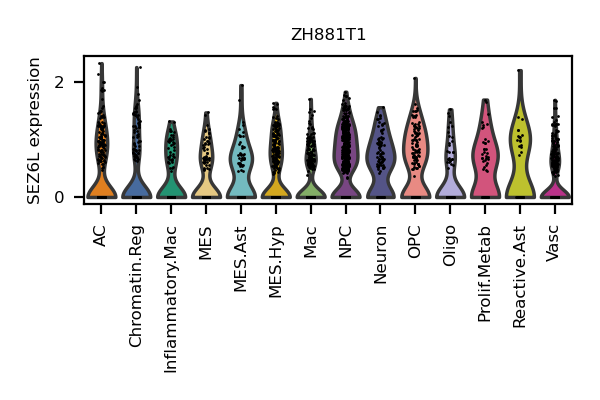 ZH881T1
SEZ6L expression
2
0
AC
Chromatin.Reg
Inflammatory.Mac
MES
MES.Ast
MES.Hyp
Mac
NPC
Neuron
OPC
Oligo
Prolif.Metab
Reactive.Ast
Vasc